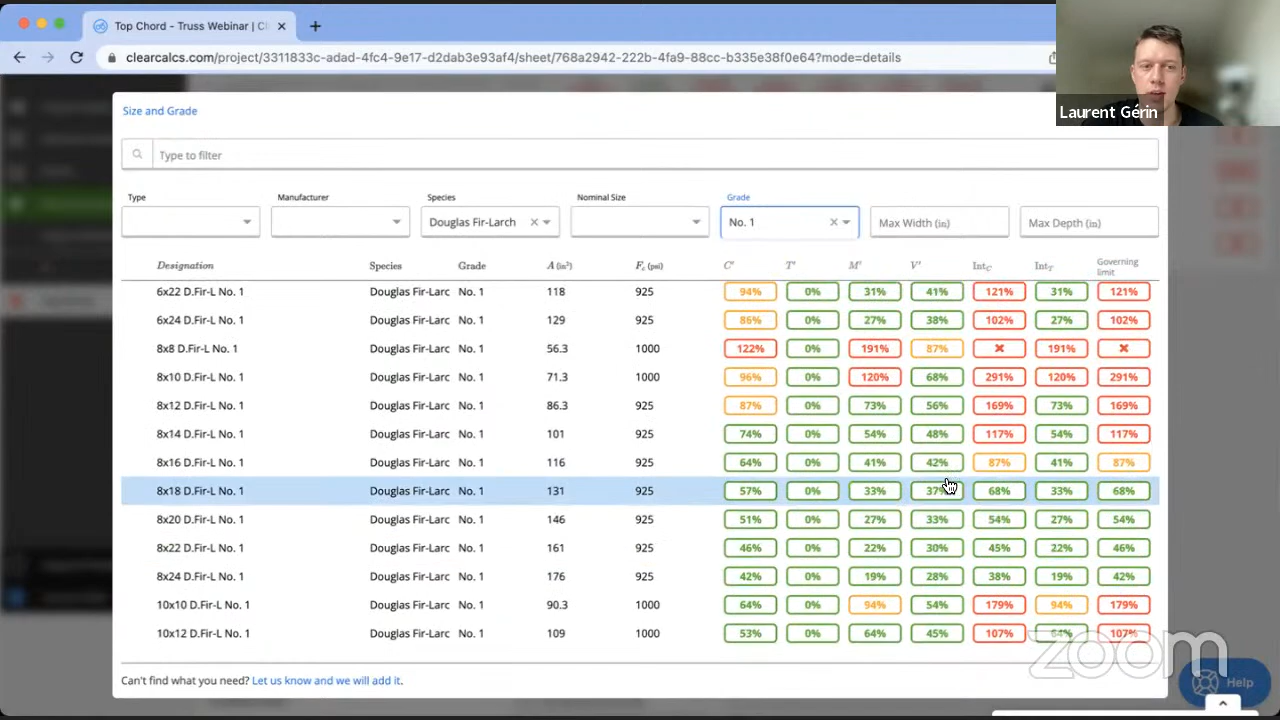 Top Chord - Truss Webinar | Cl
clearcalcs.com/project/3311833c-adad-4fc4-9e17-d2dab3e93af4/sheet/768a2942-222b-4fa9-88cc-b335e38f0e64?mode=details
Laurent Gérin
Size and Grade
Type to filter
Type Manufacturer Species Nominal Size Grade
Douglas Fir-Larch No. 1 Max Width (in) Max Depth (in)
Designation Species Grade A (in²) Fc (psi) C' T' M' V' IntC IntT Governing limit
6x22 D.Fir-L No. 1 Douglas Fir-Larc No. 1 118 925 94% 0% 31% 41% 121% 31% 121%
6x24 D.Fir-L No. 1 Douglas Fir-Larc No. 1 129 925 86% 0% 27% 38% 102% 27% 102%
8x8 D.Fir-L No. 1 Douglas Fir-Larc No. 1 56.3 1000 122% 0% 191% 87% ✖ 191% ✖
8x10 D.Fir-L No. 1 Douglas Fir-Larc No. 1 71.3 1000 96% 0% 120% 68% 291% 120% 291%
8x12 D.Fir-L No. 1 Douglas Fir-Larc No. 1 86.3 925 87% 0% 73% 56% 169% 73% 169%
8x14 D.Fir-L No. 1 Douglas Fir-Larc No. 1 101 925 74% 0% 54% 48% 117% 54% 117%
8x16 D.Fir-L No. 1 Douglas Fir-Larc No. 1 116 925 64% 0% 41% 42% 87% 41% 87%
8x18 D.Fir-L No. 1 Douglas Fir-Larc No. 1 131 925 57% 0% 33% 37% 68% 33% 68%
8x20 D.Fir-L No. 1 Douglas Fir-Larc No. 1 146 925 51% 0% 27% 33% 54% 27% 54%
8x22 D.Fir-L No. 1 Douglas Fir-Larc No. 1 161 925 46% 0% 22% 30% 45% 22% 46%
8x24 D.Fir-L No. 1 Douglas Fir-Larc No. 1 176 925 42% 0% 19% 28% 38% 19% 42%
10x10 D.Fir-L No. 1 Douglas Fir-Larc No. 1 90.3 1000 64% 0% 94% 54% 179% 94% 179%
10x12 D.Fir-L No. 1 Douglas Fir-Larc No. 1 109 1000 53% 0% 64% 45% 107% 64% 107%
zoom
Can't find what you need? Let us know and we will add it.
Help